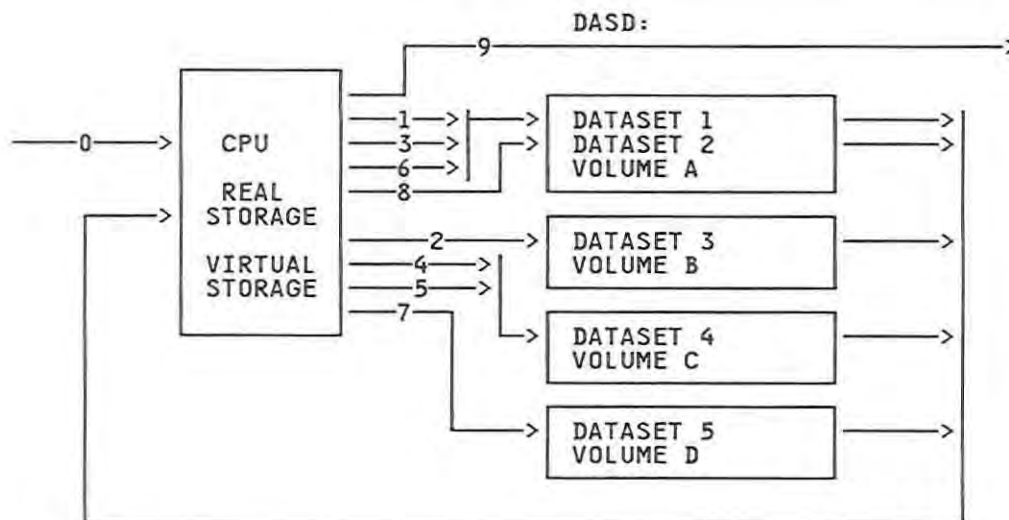 DASD:
9
1
DATASET 1
0
CPU
3
DATASET 2
6
VOLUME A
REAL
8
STORAGE
2
DATASET 3
VIRTUAL
4
VOLUME B
STORAGE
5
7
DATASET 4
VOLUME C
DATASET 5
VOLUME D